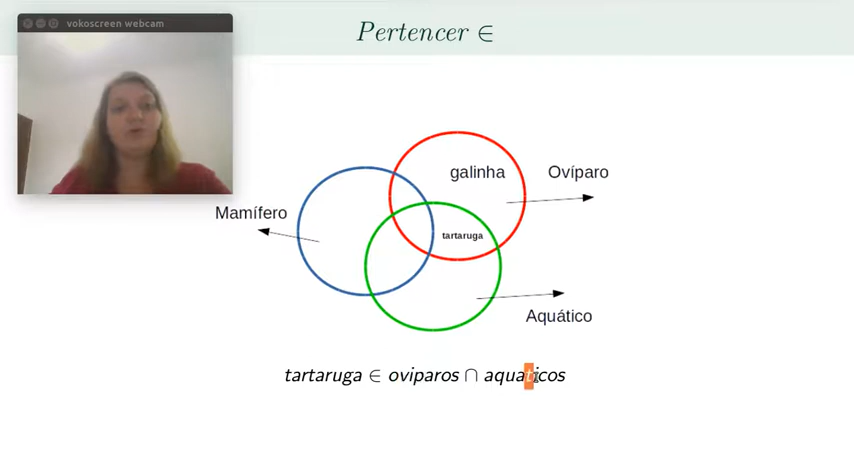 vokoscreen webcam
Pertencer ∈
galinha
Ovíparo
Mamífero
tartaruga
Aquático
tartaruga ∈ oviparos ∩ aquaticos